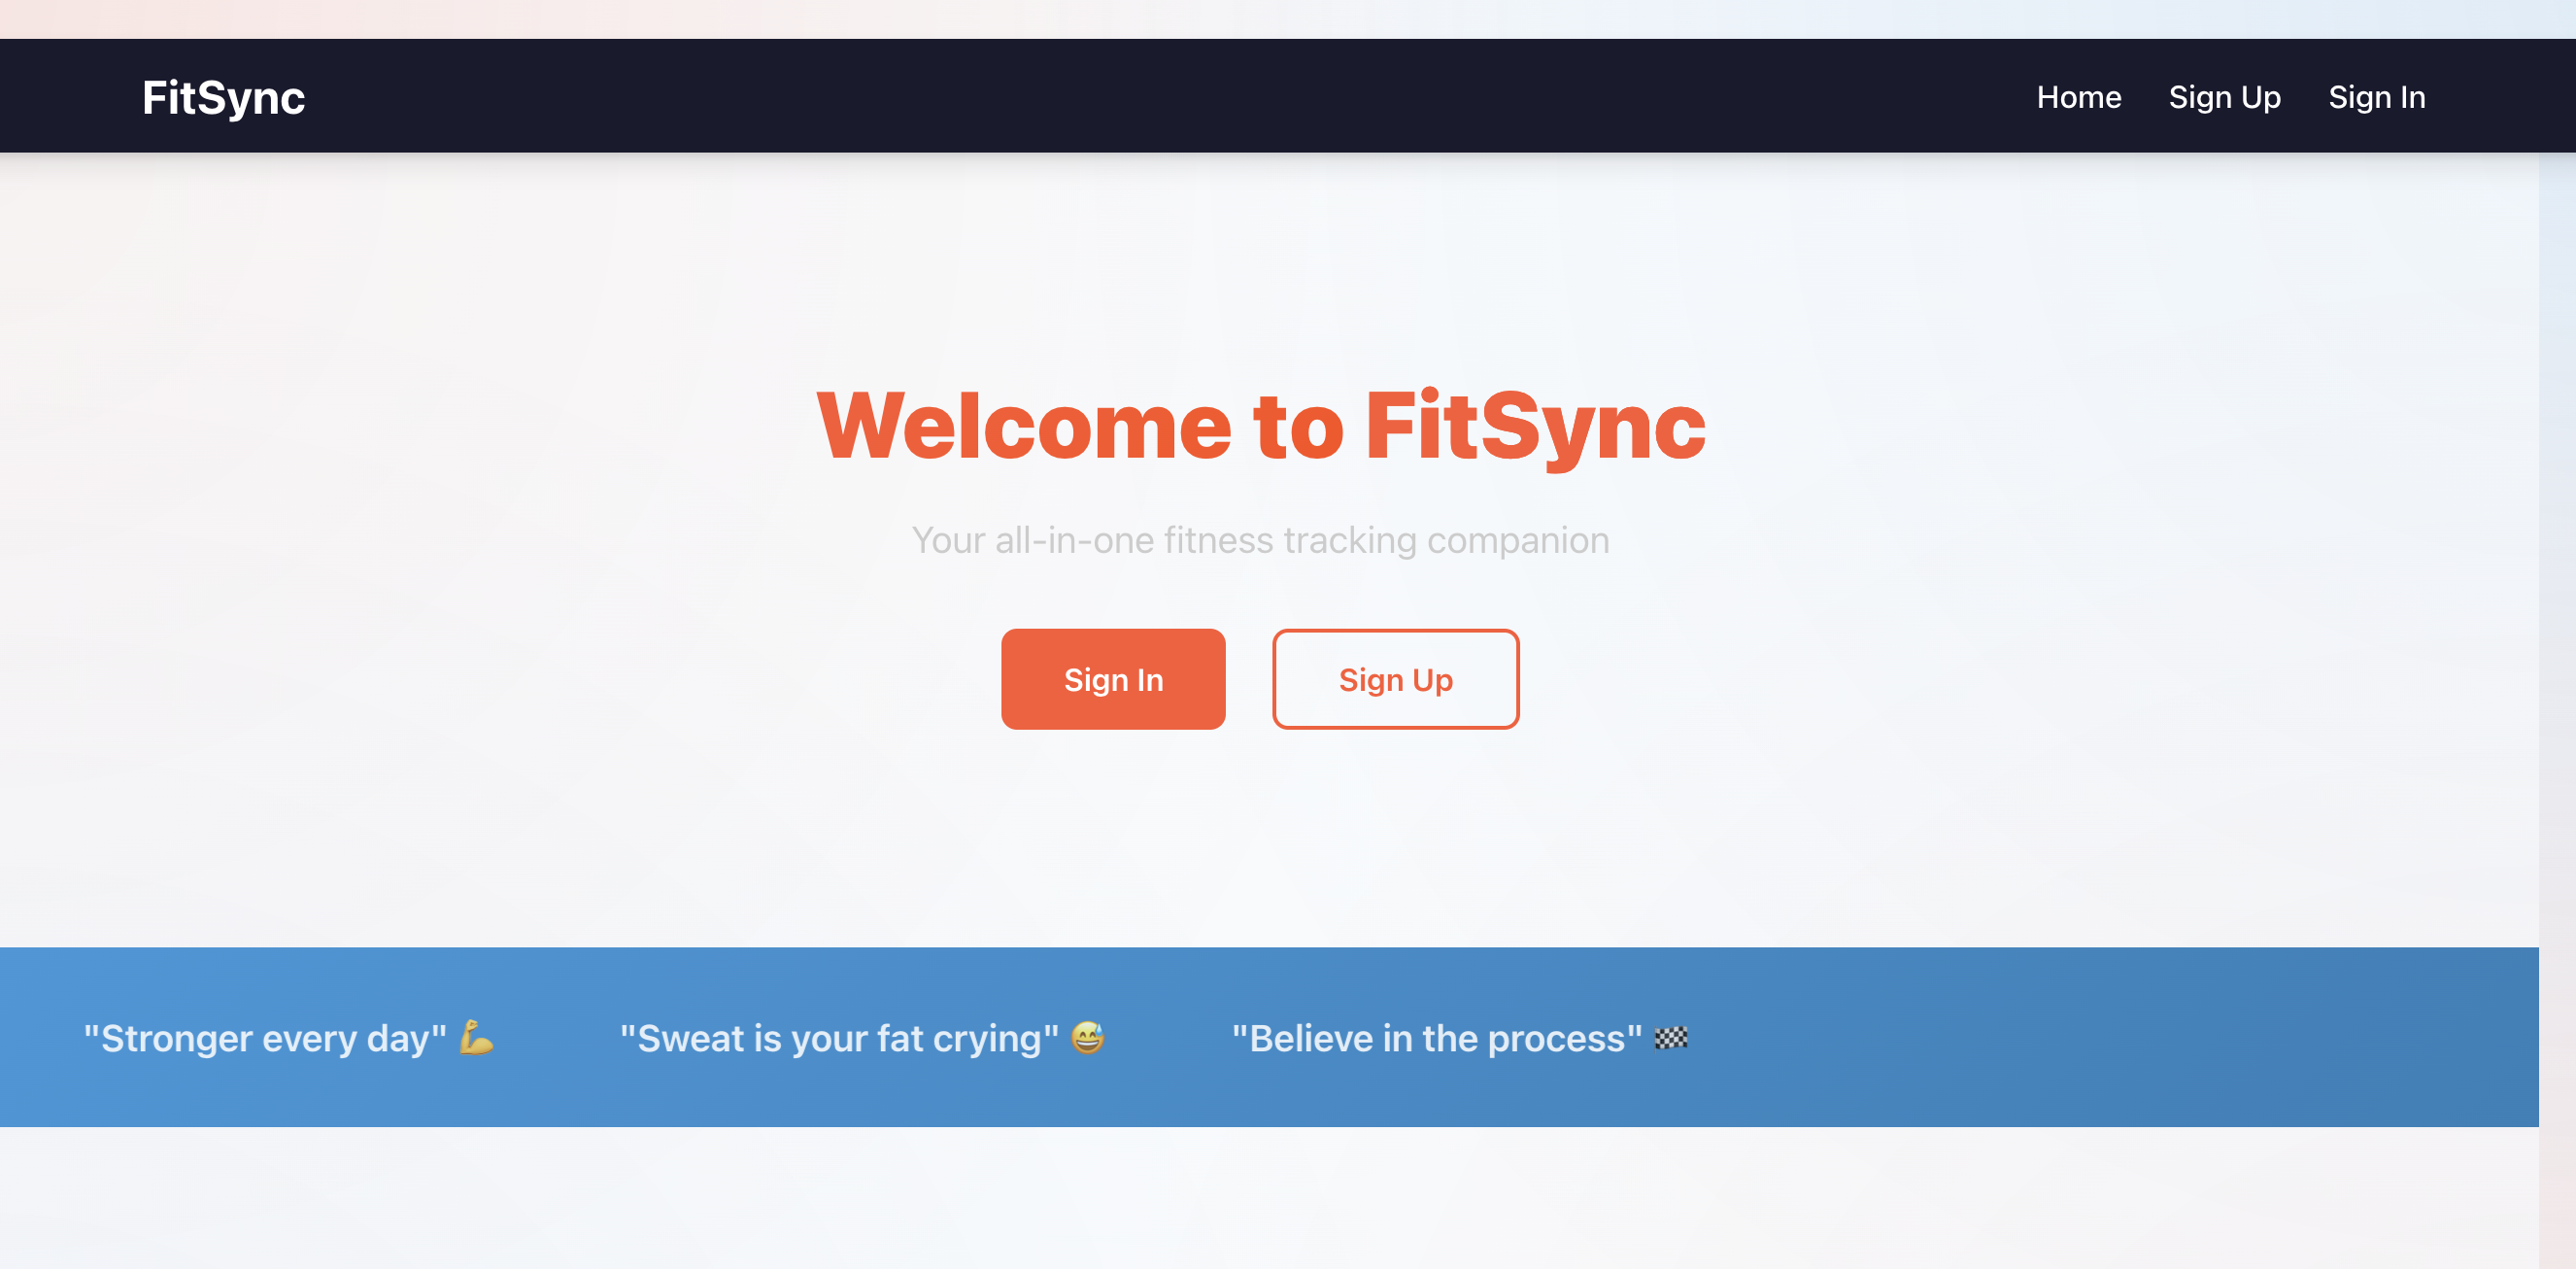 FitSync
Home Sign Up Sign In
Welcome to FitSync
Your all-in-one fitness tracking companion
Sign In Sign Up
"Stronger every day" 💪 "Sweat is your fat crying" 😅 "Believe in the process" 🏁